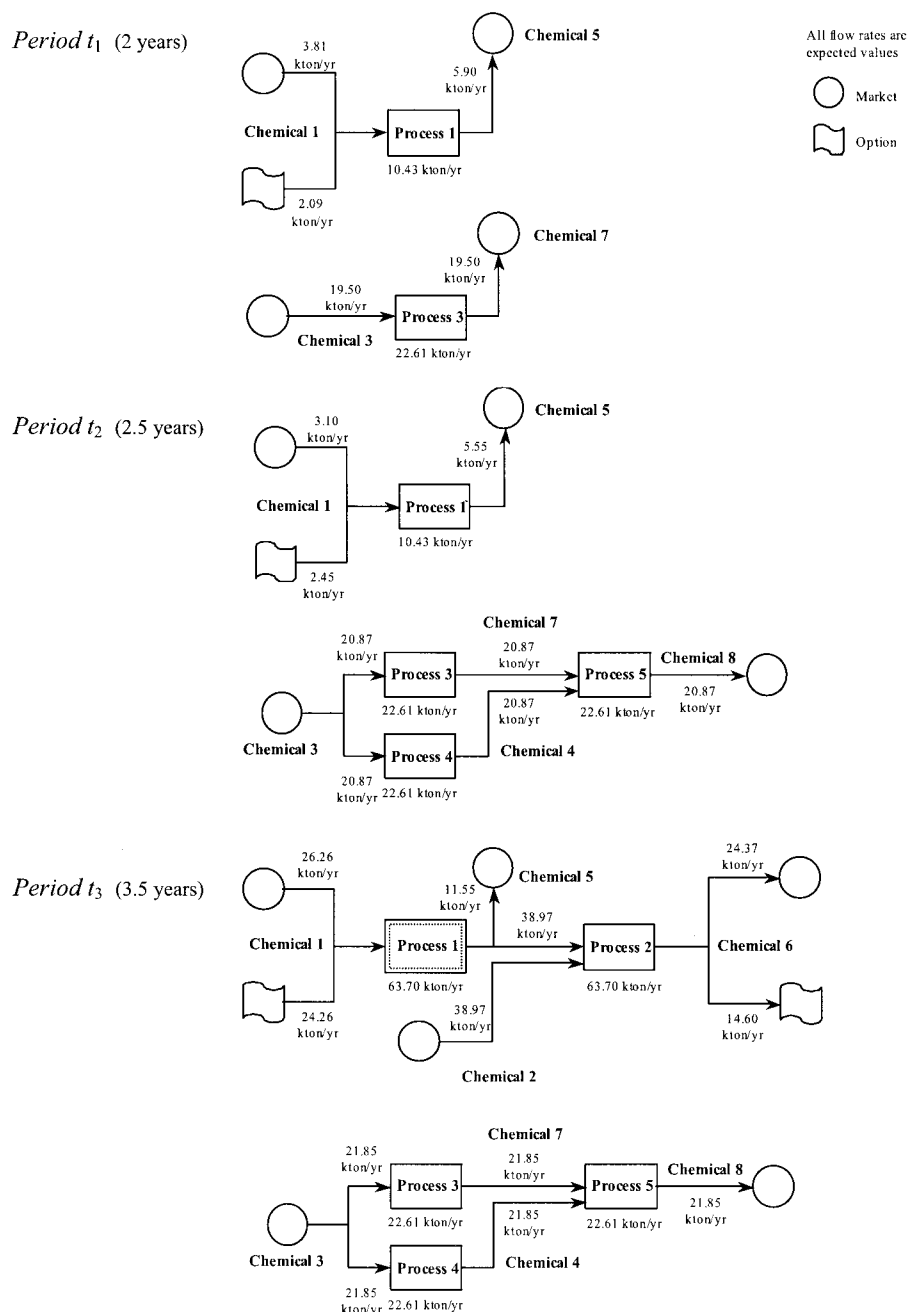 Period t1 (2 years)
All flow rates are
expected values
Market
Option
3.81
kton/yr
Chemical 5
5.90
kton/yr
Chemical 1
Process 1
10.43 kton/yr
2.09
kton/yr
Chemical 7
19.50
kton/yr
19.50
kton/yr
Process 3
Chemical 3
22.61 kton/yr
Period t2 (2.5 years)
3.10
kton/yr
Chemical 5
5.55
kton/yr
Chemical 1
Process 1
10.43 kton/yr
2.45
kton/yr
Chemical 7
20.87
kton/yr
Process 3
22.61 kton/yr
20.87
kton/yr
Process 5
22.61 kton/yr
Chemical 8
20.87
kton/yr
20.87
kton/yr
Chemical 3
Process 4
Chemical 4
20.87
kton/yr
22.61 kton/yr
Period t3 (3.5 years)
26.26
kton/yr
Chemical 5
11.55
kton/yr
24.37
kton/yr
Chemical 1
Process 1
63.70 kton/yr
38.97
kton/yr
Process 2
63.70 kton/yr
Chemical 6
24.26
kton/yr
38.97
kton/yr
14.60
kton/yr
Chemical 2
Chemical 7
21.85
kton/yr
Process 3
22.61 kton/yr
21.85
kton/yr
Process 5
22.61 kton/yr
Chemical 8
21.85
kton/yr
21.85
kton/yr
Chemical 3
Process 4
Chemical 4
21.85
kton/yr
22.61 kton/yr